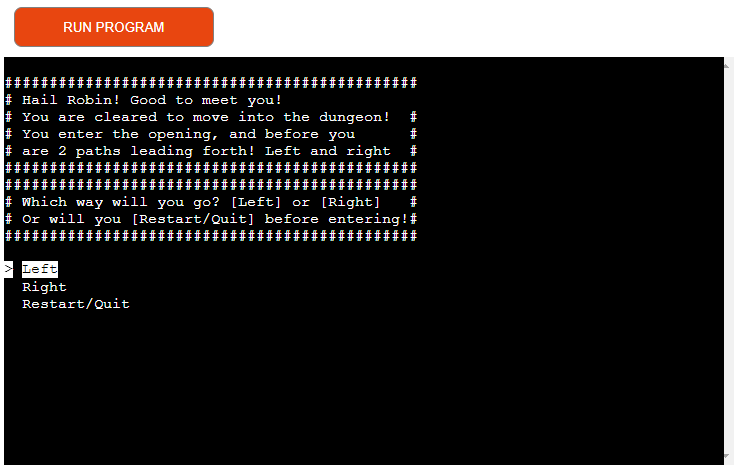 RUN PROGRAM
##############################################
# Hail Robin! Good to meet you!
# You are cleared to move into the dungeon!  #
# You enter the opening, and before you      #
# are 2 paths leading forth! Left and right  #
##############################################
##############################################
# Which way will you go? [Left] or [Right]   #
# Or will you [Restart/Quit] before entering!#
##############################################
> Left
Right
Restart/Quit